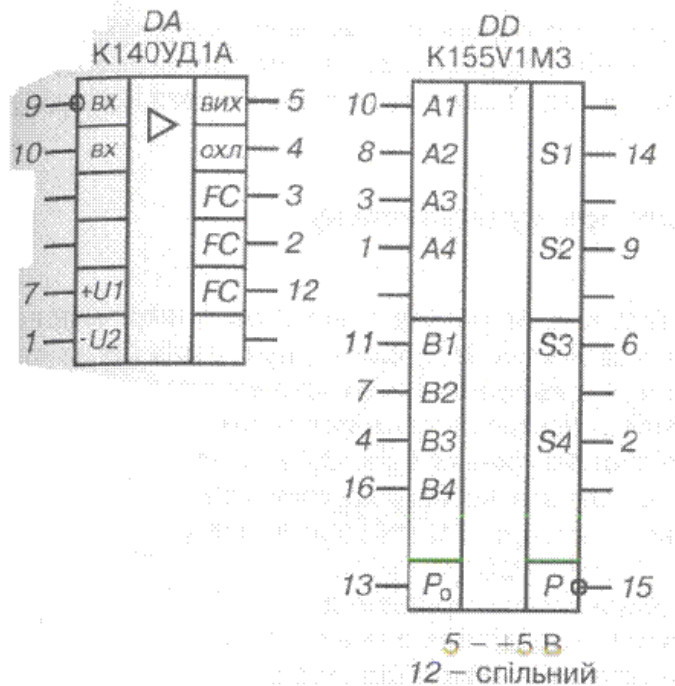 DA
К140УД1А
9 ВХ ВИХ 5
10 ВХ ОХЛ 4
FC 3
FC 2
7 +U1 FC 12
1 -U2
DD
К155V1М3
10 A1
8 A2 S1 14
3 A3
1 A4 S2 9
11 B1 S3 6
7 B2
4 B3 S4 2
16 B4
13 P₀ P 15
5 – +5 В
12 – спільний